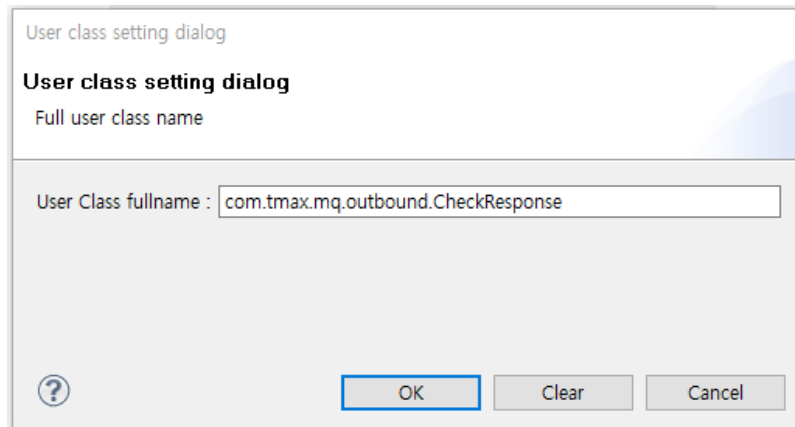 User class setting dialog
User class setting dialog
Full user class name
User Class fullname : com.tmax.mq.outbound.CheckResponse
? OK Clear Cancel